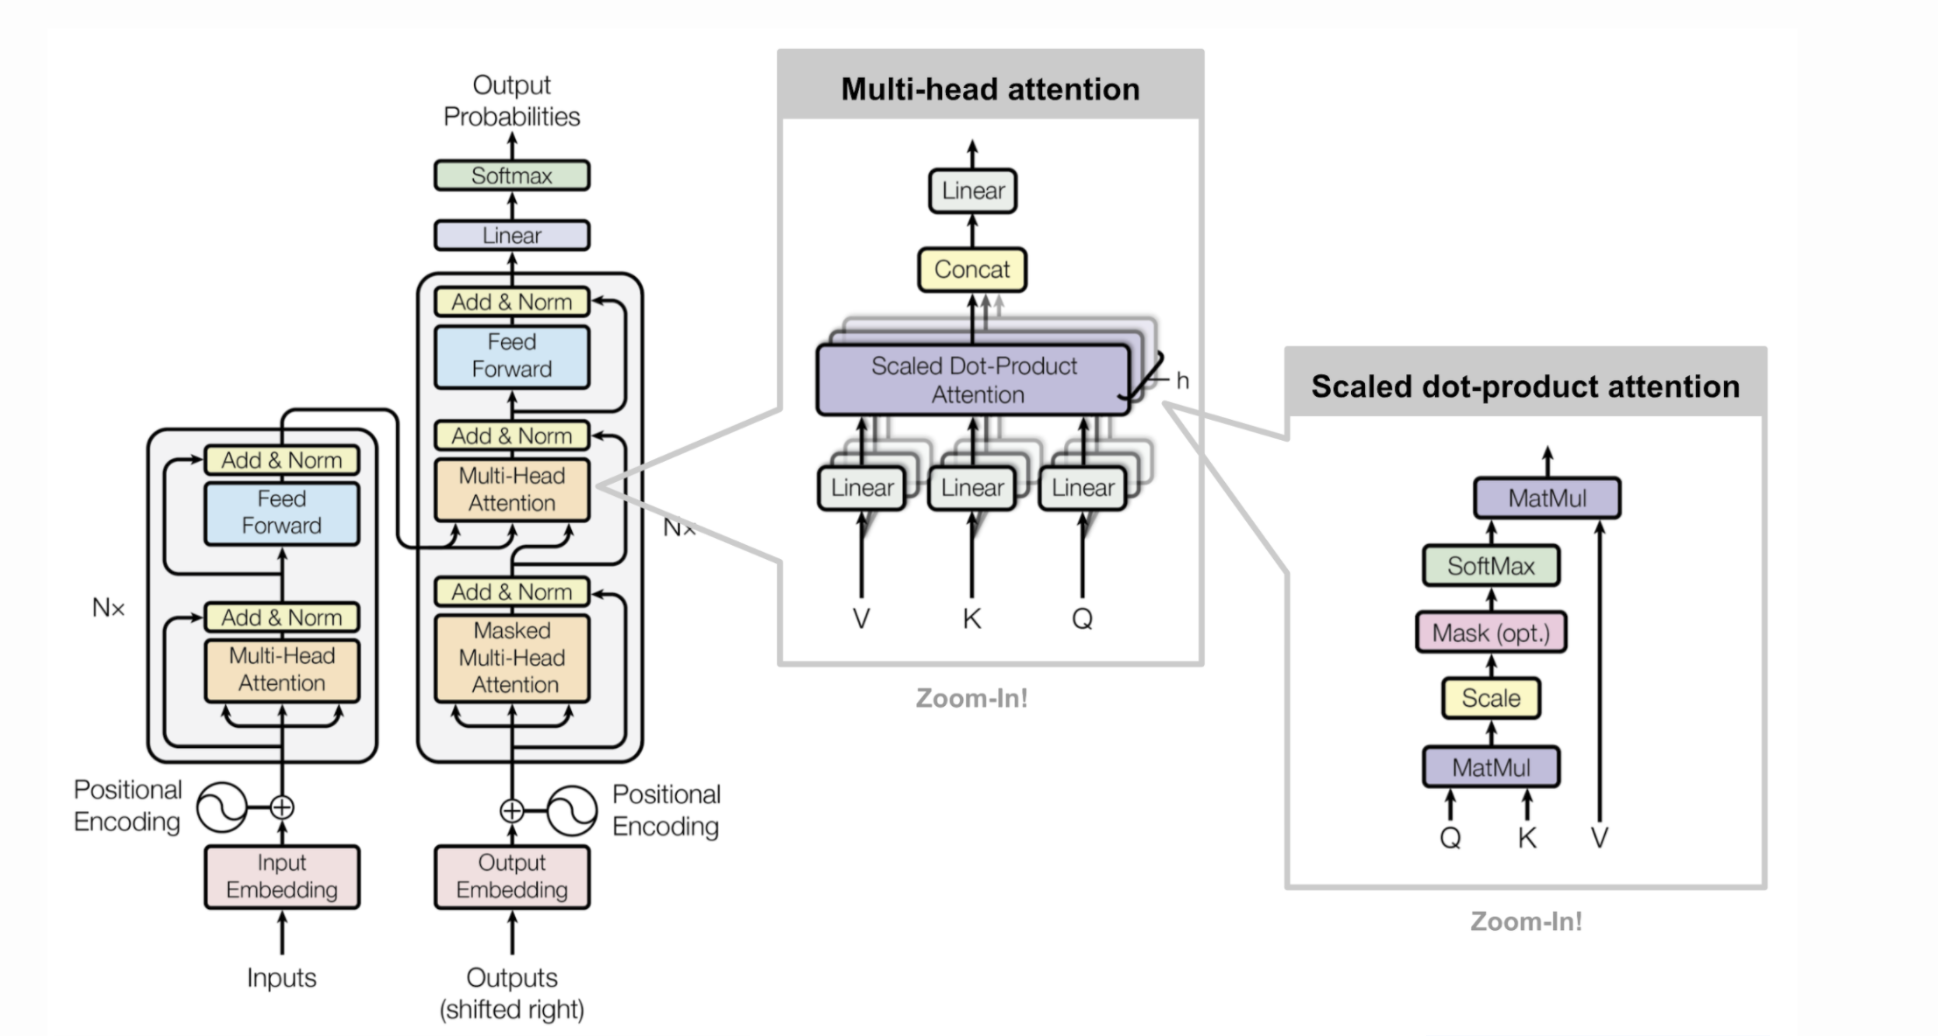 Output
Probabilities
Softmax
Linear
Add & Norm
Feed
Forward
Add & Norm
Multi-Head
Attention
N×
Add & Norm
Masked
Multi-Head
Attention
Add & Norm
Feed
Forward
N×
Add & Norm
Multi-Head
Attention
Positional
Encoding
Positional
Encoding
Input
Embedding
Output
Embedding
Inputs
Outputs
(shifted right)
Multi-head attention
Linear
Concat
Scaled Dot-Product
Attention
h
Linear
Linear
Linear
V
K
Q
Zoom-In!
Scaled dot-product attention
MatMul
SoftMax
Mask (opt.)
Scale
MatMul
Q
K
V
Zoom-In!